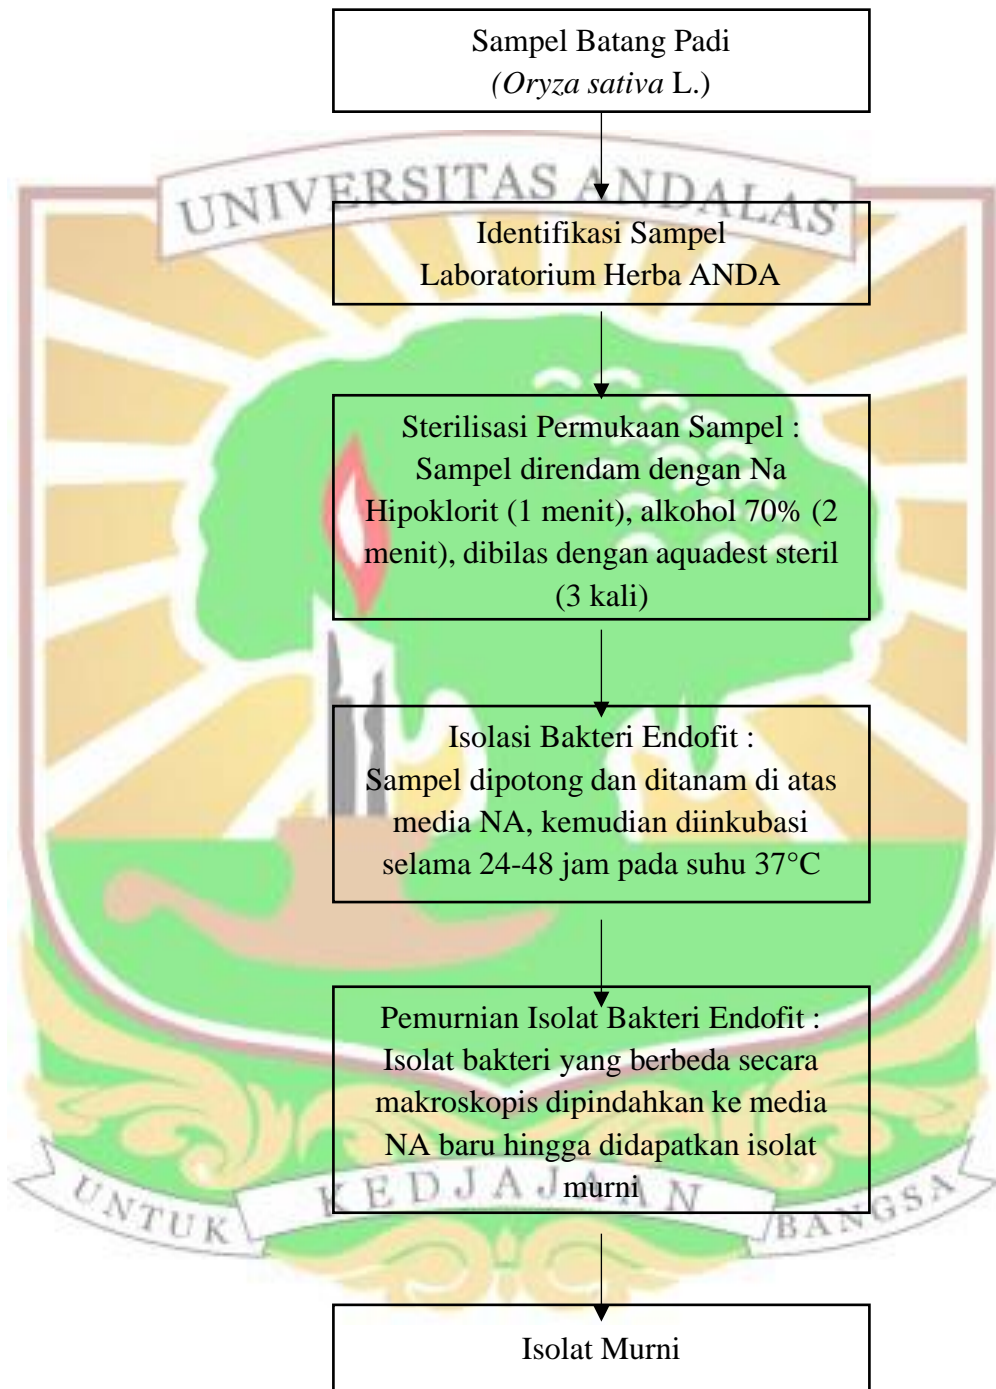 Sampel Batang Padi
(Oryza sativa L.)
UNIVERSITAS ANDALAS
Identifikasi Sampel
Laboratorium Herba ANDA
Sterilisasi Permukaan Sampel :
Sampel direndam dengan Na
Hipoklorit (1 menit), alkohol 70% (2
menit), dibilas dengan aquadest steril
(3 kali)
Isolasi Bakteri Endofit :
Sampel dipotong dan ditanam di atas
media NA, kemudian diinkubasi
selama 24-48 jam pada suhu 37°C
Pemurnian Isolat Bakteri Endofit :
Isolat bakteri yang berbeda secara
makroskopis dipindahkan ke media
NA baru hingga didapatkan isolat
murni
UNTUK KEDJAJAAN BANGSA
Isolat Murni